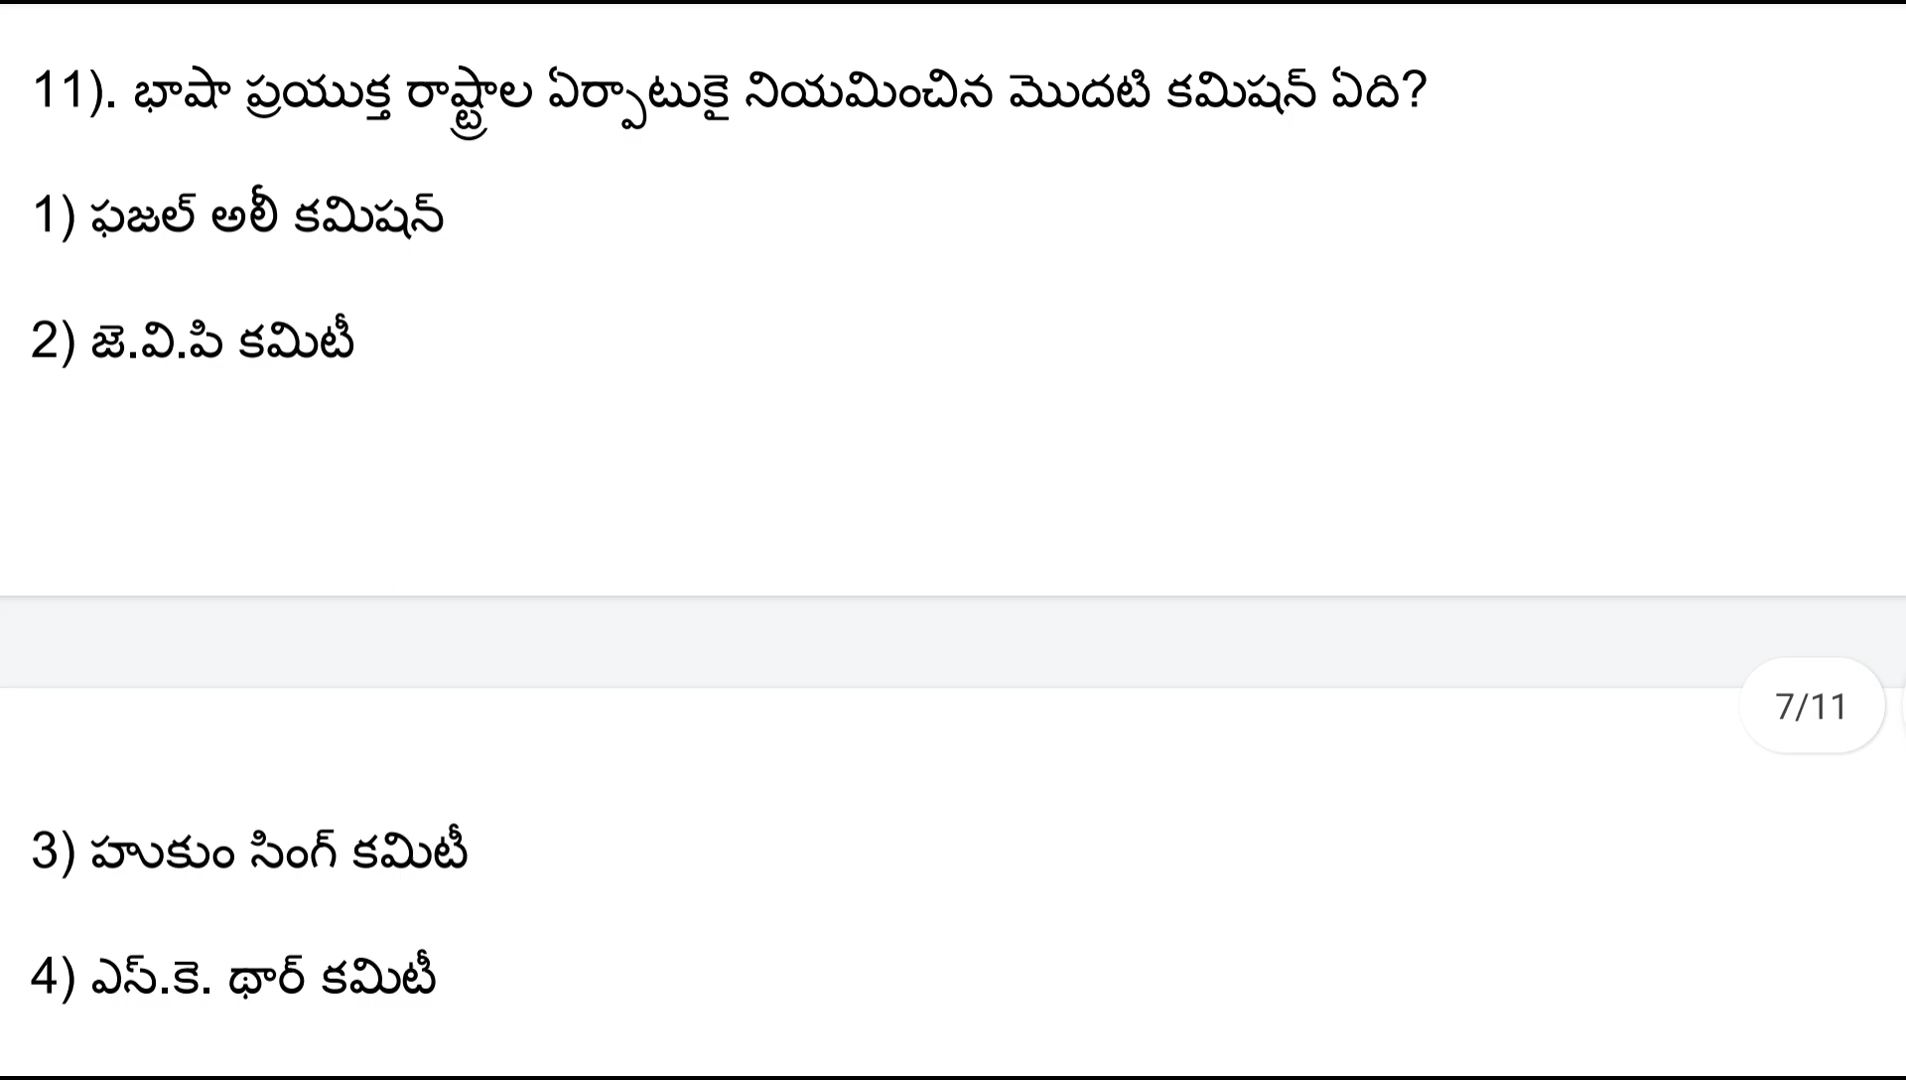 11). భాషా ప్రయుక్త రాష్ట్రాల ఏర్పాటుకై నియమించిన మొదటి కమిషన్ ఏది?
1) ఫజల్ అలీ కమిషన్
2) జె.వి.పి కమిటీ
7/11
3) హుకుం సింగ్ కమిటీ
4) ఎస్.కె. థార్ కమిటీ